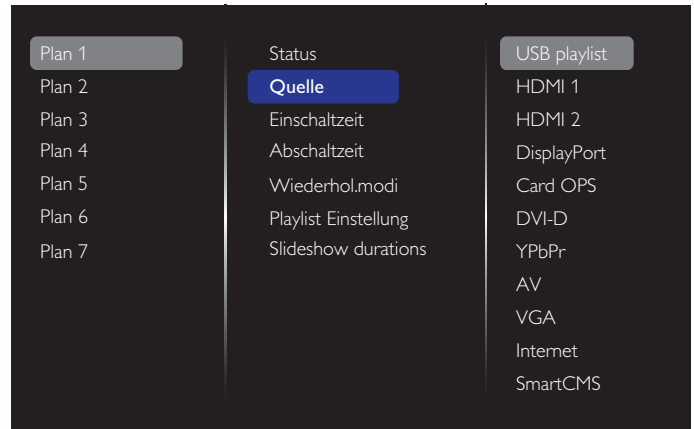 Plan 1
Plan 2
Plan 3
Plan 4
Plan 5
Plan 6
Plan 7
Status
Quelle
Einschaltzeit
Abschaltzeit
Wiederhol.modi
Playlist Einstellung
Slideshow durations
USB playlist
HDMI 1
HDMI 2
DisplayPort
Card OPS
DVI-D
YPbPr
AV
VGA
Internet
SmartCMS